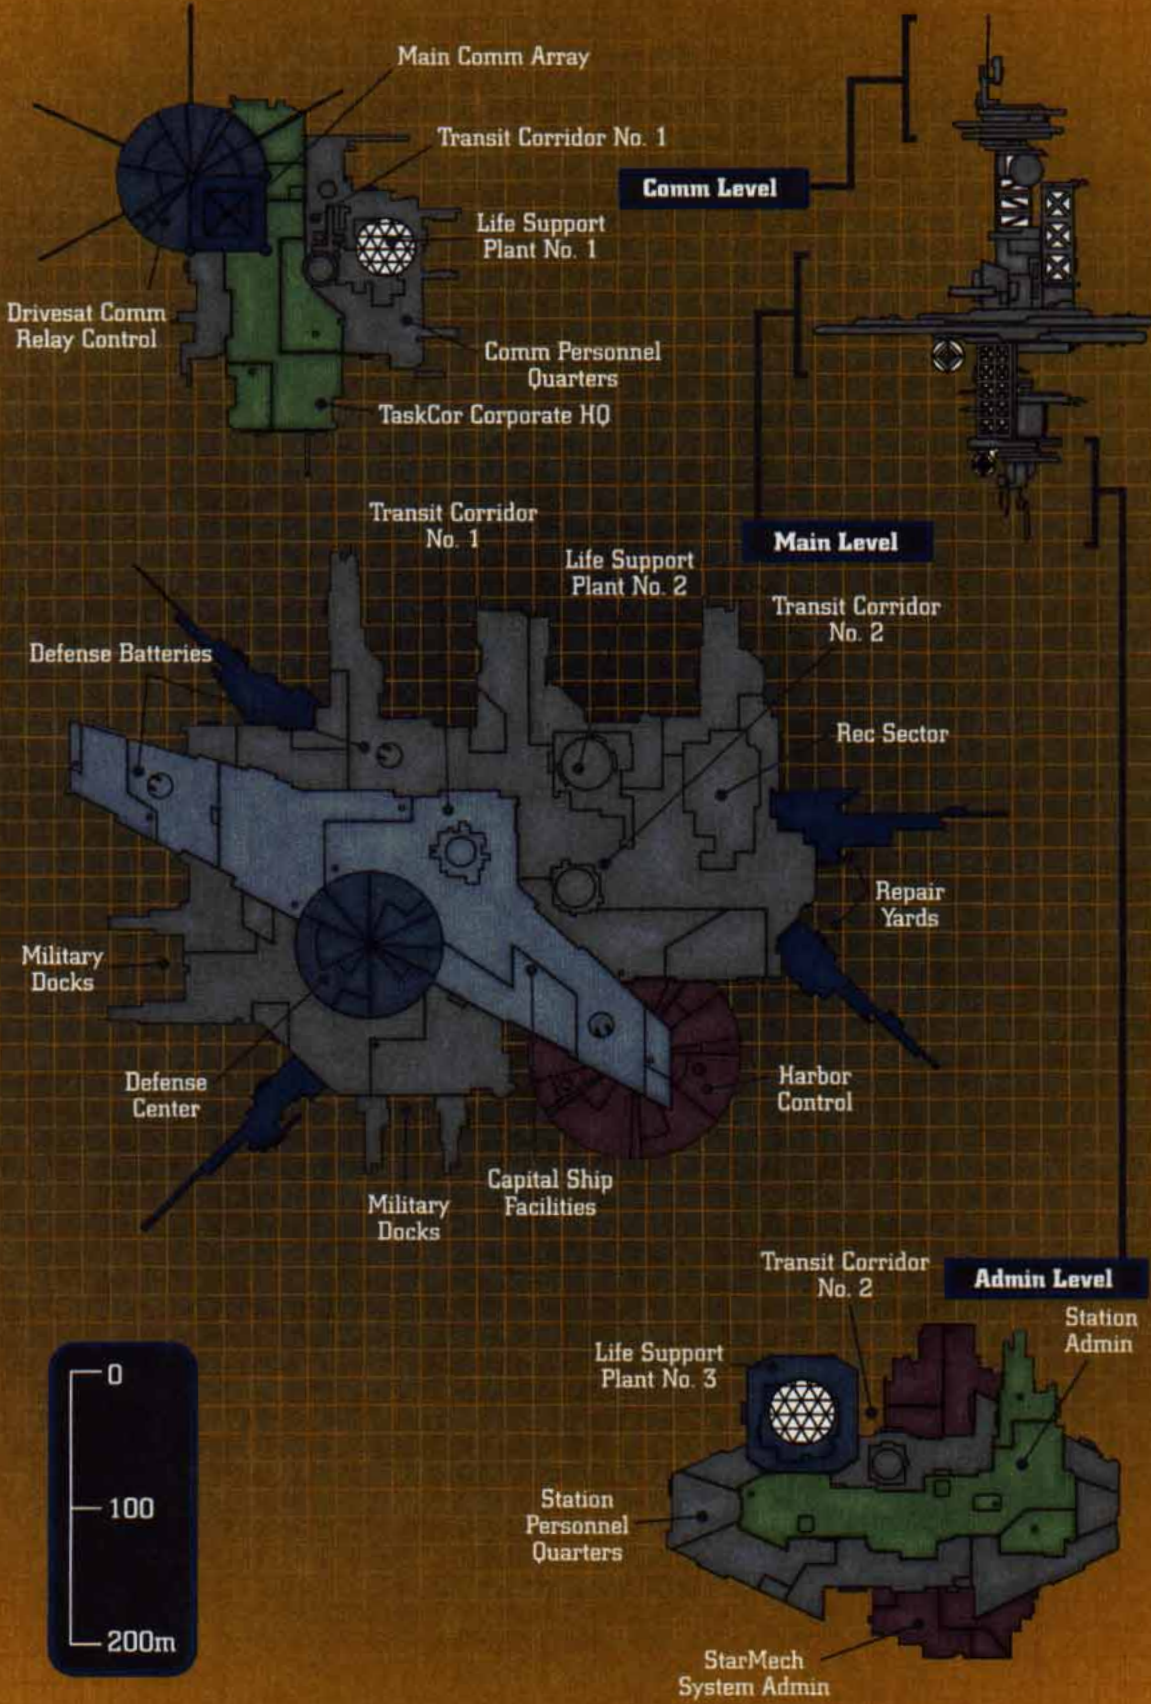 Main Comm Array
Transit Corridor No. 1
Comm Level
Life Support
Plant No. 1
Drivesat Comm
Relay Control
Comm Personnel
Quarters
TaskCor Corporate HQ
Transit Corridor
No. 1
Main Level
Life Support
Plant No. 2
Transit Corridor
No. 2
Defense Batteries
Rec Sector
Repair
Yards
Military
Docks
Defense
Center
Harbor
Control
Capital Ship
Facilities
Military
Docks
Transit Corridor
No. 2
Admin Level
Station
Admin
Life Support
Plant No. 3
0
100
200m
Station
Personnel
Quarters
StarMech
System Admin